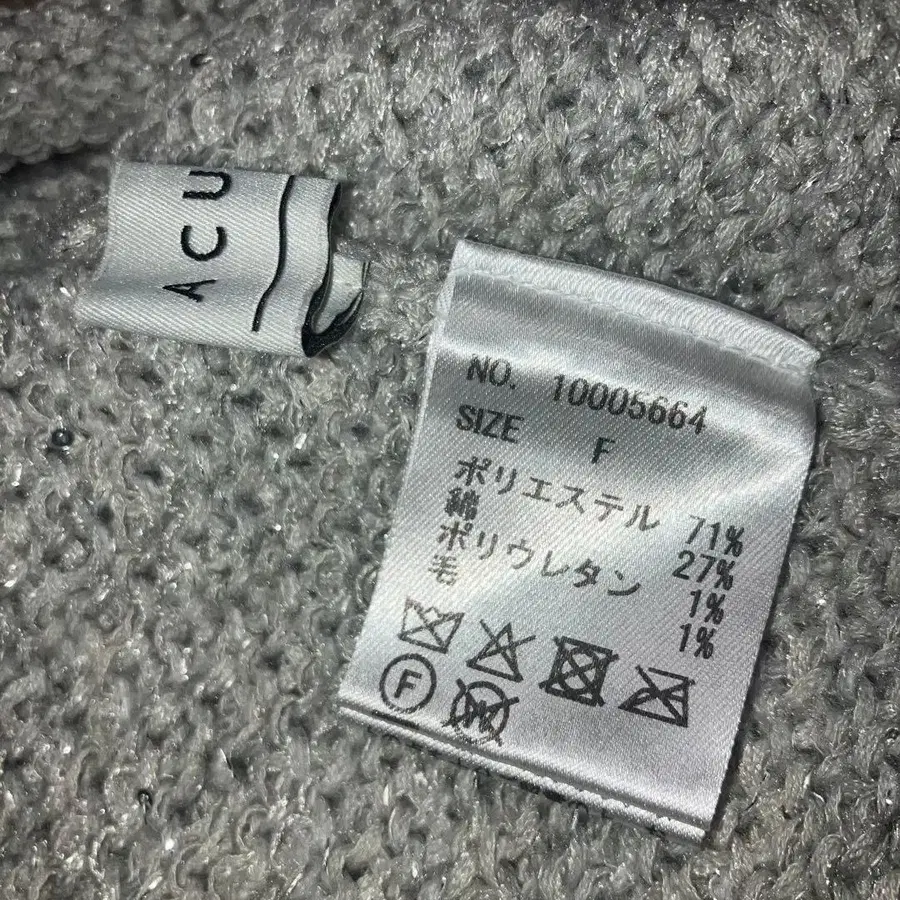 ACU
NO. 10005664
SIZE F
ポリエステル 71%
綿 27%
ポリウレタン 1%
毛 1%
F